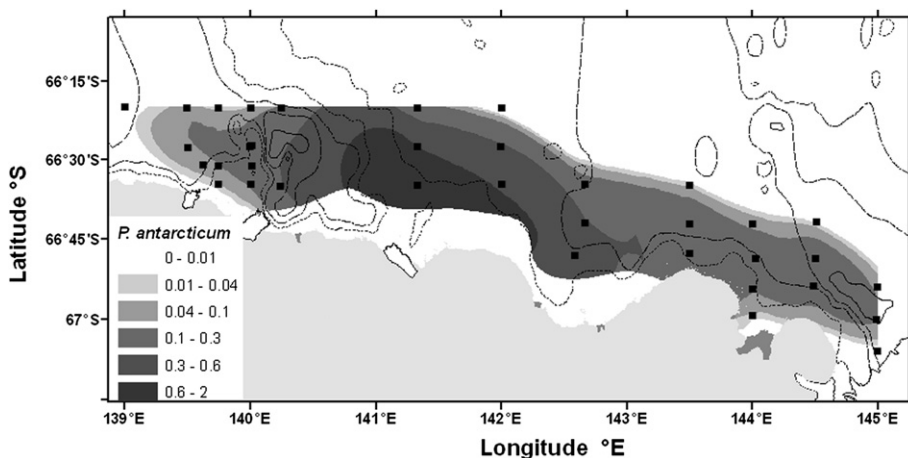 Latitude °S
66°15'S
66°30'S
66°45'S
67°S
P. antarcticum
0 - 0.01
0.01 - 0.04
0.04 - 0.1
0.1 - 0.3
0.3 - 0.6
0.6 - 2
139°E
140°E
141°E
142°E
143°E
144°E
145°E
Longitude °E